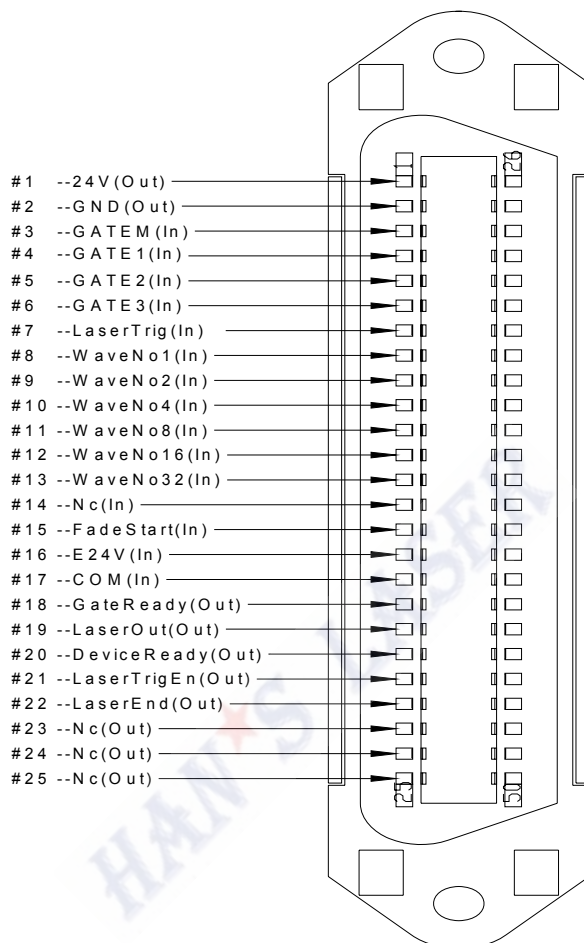 1
26
#1 --24V(Out)
#2 --GND(Out)
#3 --GATEM(In)
#4 --GATE1(In)
#5 --GATE2(In)
#6 --GATE3(In)
#7 --LaserTrig(In)
#8 --WaveNo1(In)
#9 --WaveNo2(In)
#10 --WaveNo4(In)
#11 --WaveNo8(In)
#12 --WaveNo16(In)
#13 --WaveNo32(In)
#14 --Nc(In)
#15 --FadeStart(In)
#16 --E24V(In)
#17 --COM(In)
#18 --GateReady(Out)
#19 --LaserOut(Out)
#20 --DeviceReady(Out)
#21 --LaserTrigEn(Out)
#22 --LaserEnd(Out)
#23 --Nc(Out)
#24 --Nc(Out)
#25 --Nc(Out)
25
50
HAN'S LASER